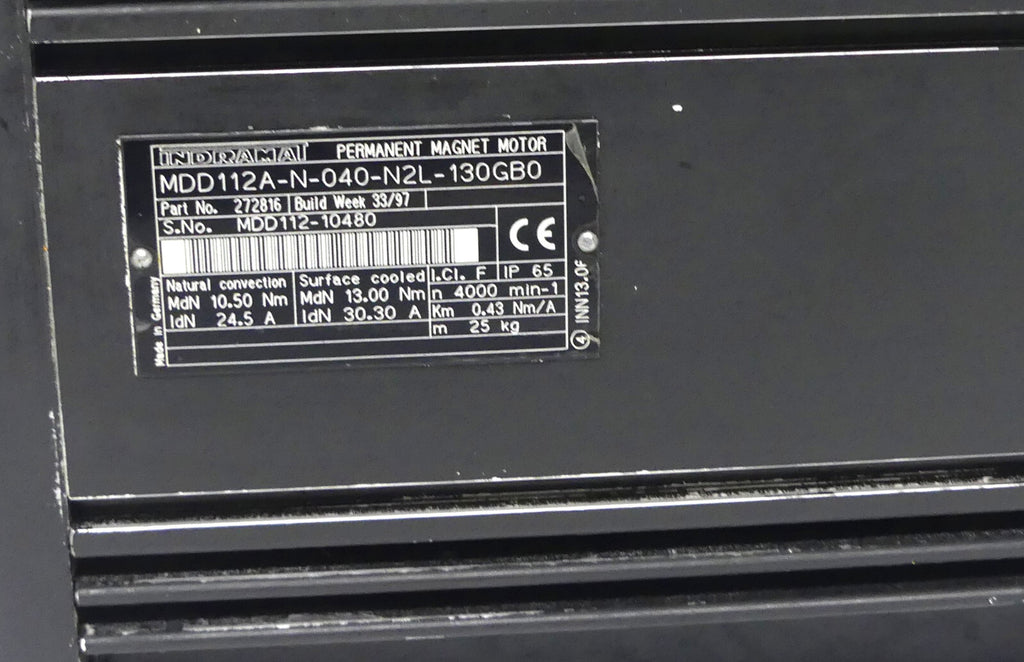 INDRAMAT PERMANENT MAGNET MOTOR
MDD112A-N-040-N2L-130GB0
Part No. 272816 Build Week 33/97
S.No. MDD112-10480
CE
Natural convection Surface cooled I.Cl. F IP 65
MdN 10.50 Nm MdN 13.00 Nm n 4000 min-1
IdN 24.5 A IdN 30.30 A Km 0.43 Nm/A
m 25 kg
Made in Germany
4 INN13.0F